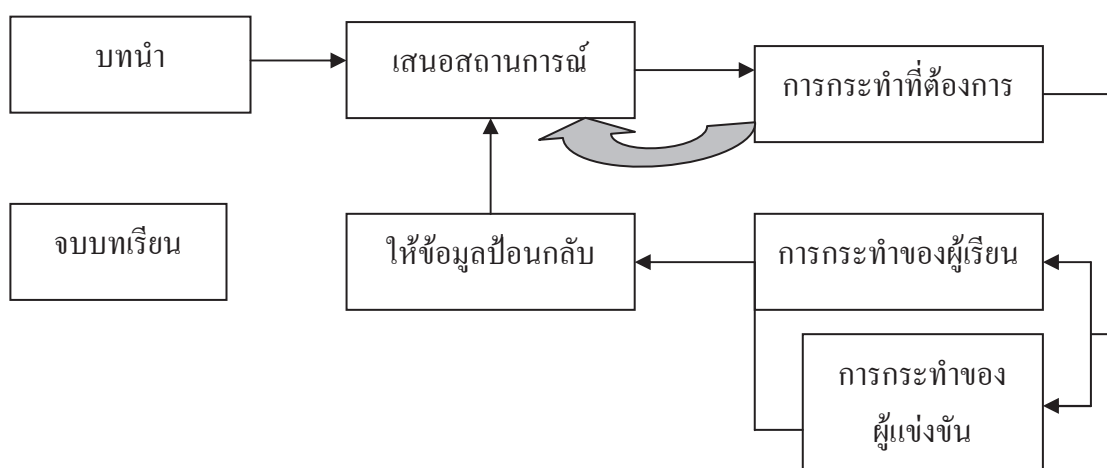 บทนำ
เสนอสถานการณ์
การกระทำที่ต้องการ
จบบทเรียน
ให้ข้อมูลป้อนกลับ
การกระทำของผู้เรียน
การกระทำของ
ผู้แข่งขัน